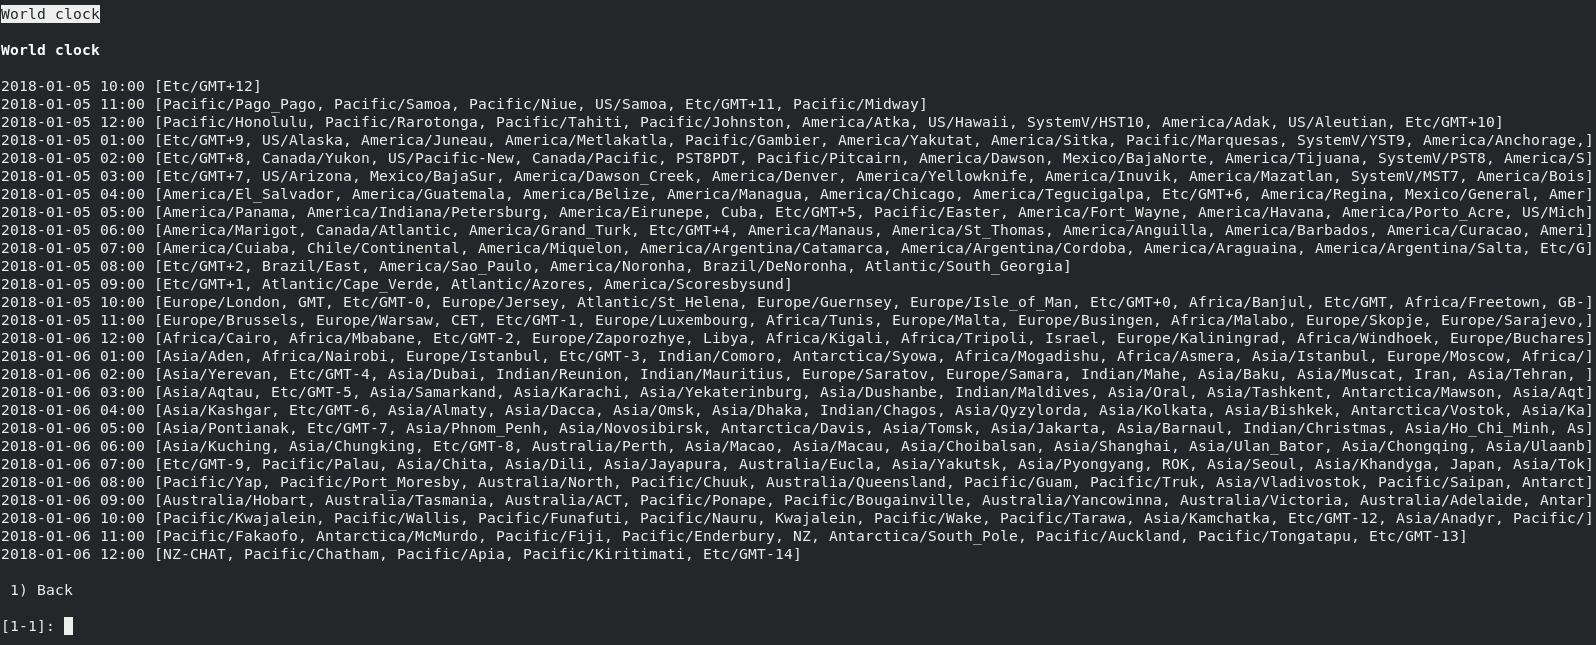 World clock
World clock
2018-01-05 10:00 [Etc/GMT+12]
2018-01-05 11:00 [Pacific/Pago_Pago, Pacific/Samoa, Pacific/Niue, US/Samoa, Etc/GMT+11, Pacific/Midway]
2018-01-05 12:00 [Pacific/Honolulu, Pacific/Rarotonga, Pacific/Tahiti, Pacific/Johnston, America/Atka, US/Hawaii, SystemV/HST10, America/Adak, US/Aleutian, Etc/GMT+10]
2018-01-05 01:00 [Etc/GMT+9, US/Alaska, America/Juneau, America/Metlakatla, Pacific/Gambier, America/Yakutat, America/Sitka, Pacific/Marquesas, SystemV/YST9, America/Anchorage,]
2018-01-05 02:00 [Etc/GMT+8, Canada/Yukon, US/Pacific-New, Canada/Pacific, PST8PDT, Pacific/Pitcairn, America/Dawson, Mexico/BajaNorte, America/Tijuana, SystemV/PST8, America/S]
2018-01-05 03:00 [Etc/GMT+7, US/Arizona, Mexico/BajaSur, America/Dawson_Creek, America/Denver, America/Yellowknife, America/Inuvik, America/Mazatlan, SystemV/MST7, America/Bois]
2018-01-05 04:00 [America/El_Salvador, America/Guatemala, America/Belize, America/Managua, America/Chicago, America/Tegucigalpa, Etc/GMT+6, America/Regina, Mexico/General, Amer]
2018-01-05 05:00 [America/Panama, America/Indiana/Petersburg, America/Eirunepe, Cuba, Etc/GMT+5, Pacific/Easter, America/Fort_Wayne, America/Havana, America/Porto_Acre, US/Mich]
2018-01-05 06:00 [America/Marigot, Canada/Atlantic, America/Grand_Turk, Etc/GMT+4, America/Manaus, America/St_Thomas, America/Anguilla, America/Barbados, America/Curacao, Ameri]
2018-01-05 07:00 [America/Cuiaba, Chile/Continental, America/Miquelon, America/Argentina/Catamarca, America/Argentina/Cordoba, America/Araguaina, America/Argentina/Salta, Etc/G]
2018-01-05 08:00 [Etc/GMT+2, Brazil/East, America/Sao_Paulo, America/Noronha, Brazil/DeNoronha, Atlantic/South_Georgia]
2018-01-05 09:00 [Etc/GMT+1, Atlantic/Cape_Verde, Atlantic/Azores, America/Scoresbysund]
2018-01-05 10:00 [Europe/London, GMT, Etc/GMT-0, Europe/Jersey, Atlantic/St_Helena, Europe/Guernsey, Europe/Isle_of_Man, Etc/GMT+0, Africa/Banjul, Etc/GMT, Africa/Freetown, GB-]
2018-01-05 11:00 [Europe/Brussels, Europe/Warsaw, CET, Etc/GMT-1, Europe/Luxembourg, Africa/Tunis, Europe/Malta, Europe/Busingen, Africa/Malabo, Europe/Skopje, Europe/Sarajevo,]
2018-01-06 12:00 [Africa/Cairo, Africa/Mbabane, Etc/GMT-2, Europe/Zaporozhye, Libya, Africa/Kigali, Africa/Tripoli, Israel, Europe/Kaliningrad, Africa/Windhoek, Europe/Buchares]
2018-01-06 01:00 [Asia/Aden, Africa/Nairobi, Europe/Istanbul, Etc/GMT-3, Indian/Comoro, Antarctica/Syowa, Africa/Mogadishu, Africa/Asmera, Asia/Istanbul, Europe/Moscow, Africa/]
2018-01-06 02:00 [Asia/Yerevan, Etc/GMT-4, Asia/Dubai, Indian/Reunion, Indian/Mauritius, Europe/Saratov, Europe/Samara, Indian/Mahe, Asia/Baku, Asia/Muscat, Iran, Asia/Tehran, ]
2018-01-06 03:00 [Asia/Aqtau, Etc/GMT-5, Asia/Samarkand, Asia/Karachi, Asia/Yekaterinburg, Asia/Dushanbe, Indian/Maldives, Asia/Oral, Asia/Tashkent, Antarctica/Mawson, Asia/Aqt]
2018-01-06 04:00 [Asia/Kashgar, Etc/GMT-6, Asia/Almaty, Asia/Dacca, Asia/Omsk, Asia/Dhaka, Indian/Chagos, Asia/Qyzylorda, Asia/Kolkata, Asia/Bishkek, Antarctica/Vostok, Asia/Ka]
2018-01-06 05:00 [Asia/Pontianak, Etc/GMT-7, Asia/Phnom_Penh, Asia/Novosibirsk, Antarctica/Davis, Asia/Tomsk, Asia/Jakarta, Asia/Barnaul, Indian/Christmas, Asia/Ho_Chi_Minh, As]
2018-01-06 06:00 [Asia/Kuching, Asia/Chungking, Etc/GMT-8, Australia/Perth, Asia/Macao, Asia/Macau, Asia/Choibalsan, Asia/Shanghai, Asia/Ulan_Bator, Asia/Chongqing, Asia/Ulaanb]
2018-01-06 07:00 [Etc/GMT-9, Pacific/Palau, Asia/Chita, Asia/Dili, Asia/Jayapura, Australia/Eucla, Asia/Yakutsk, Asia/Pyongyang, ROK, Asia/Seoul, Asia/Khandyga, Japan, Asia/Tok]
2018-01-06 08:00 [Pacific/Yap, Pacific/Port_Moresby, Australia/North, Pacific/Chuuk, Australia/Queensland, Pacific/Guam, Pacific/Truk, Asia/Vladivostok, Pacific/Saipan, Antarct]
2018-01-06 09:00 [Australia/Hobart, Australia/Tasmania, Australia/ACT, Pacific/Ponape, Pacific/Bougainville, Australia/Yancowinna, Australia/Victoria, Australia/Adelaide, Antar]
2018-01-06 10:00 [Pacific/Kwajalein, Pacific/Wallis, Pacific/Funafuti, Pacific/Nauru, Kwajalein, Pacific/Wake, Pacific/Tarawa, Asia/Kamchatka, Etc/GMT-12, Asia/Anadyr, Pacific/]
2018-01-06 11:00 [Pacific/Fakaofo, Antarctica/McMurdo, Pacific/Fiji, Pacific/Enderbury, NZ, Antarctica/South_Pole, Pacific/Auckland, Pacific/Tongatapu, Etc/GMT-13]
2018-01-06 12:00 [NZ-CHAT, Pacific/Chatham, Pacific/Apia, Pacific/Kiritimati, Etc/GMT-14]
1) Back
[1-1]: